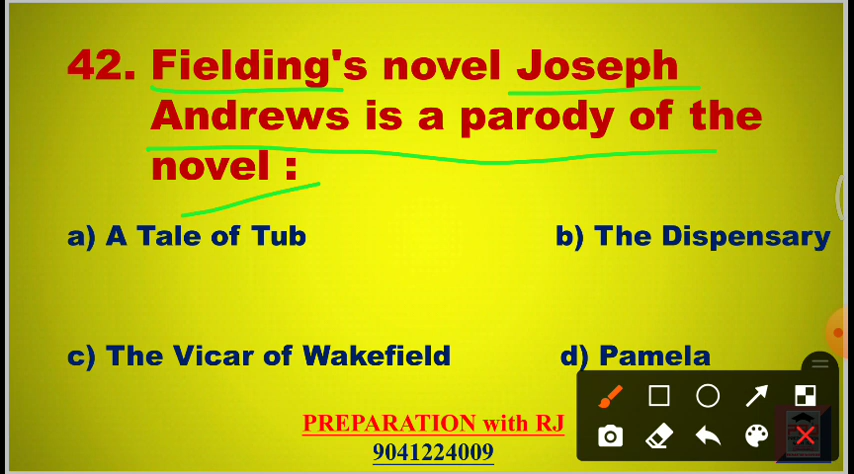 42. Fielding's novel Joseph
Andrews is a parody of the
novel :
a) A Tale of Tub
b) The Dispensary
c) The Vicar of Wakefield
d) Pamela
PREPARATION with RJ
9041224009